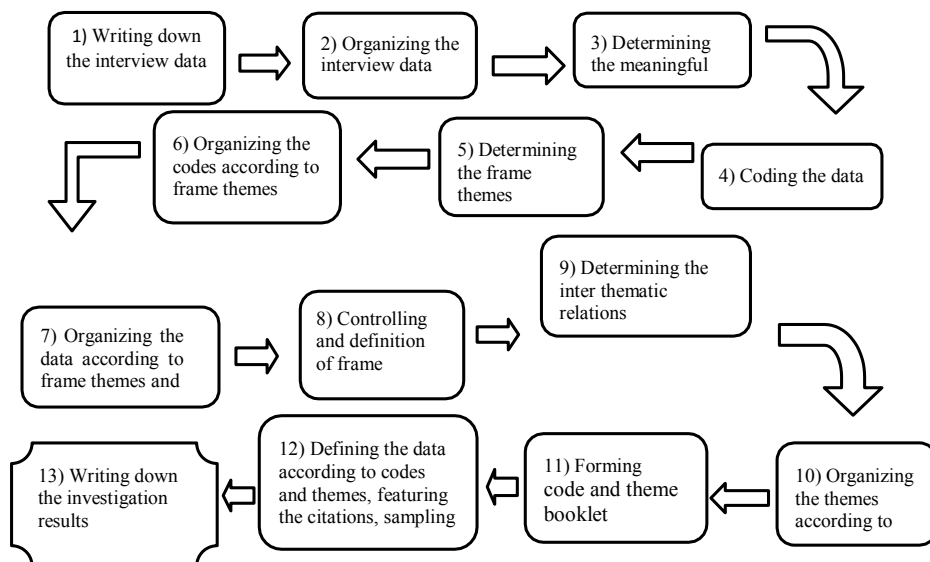 1) Writing down
the interview data
2) Organizing the
interview data
3) Determining
the meaningful
4) Coding the data
5) Determining
the frame
themes
6) Organizing the
codes according to
frame themes
7) Organizing the
data according to
frame themes and
8) Controlling
and definition
of frame
9) Determining the
inter thematic
relations
10) Organizing
the themes
according to
11) Forming
code and theme
booklet
12) Defining the data
according to codes
and themes, featuring
the citations, sampling
13) Writing down
the investigation
results